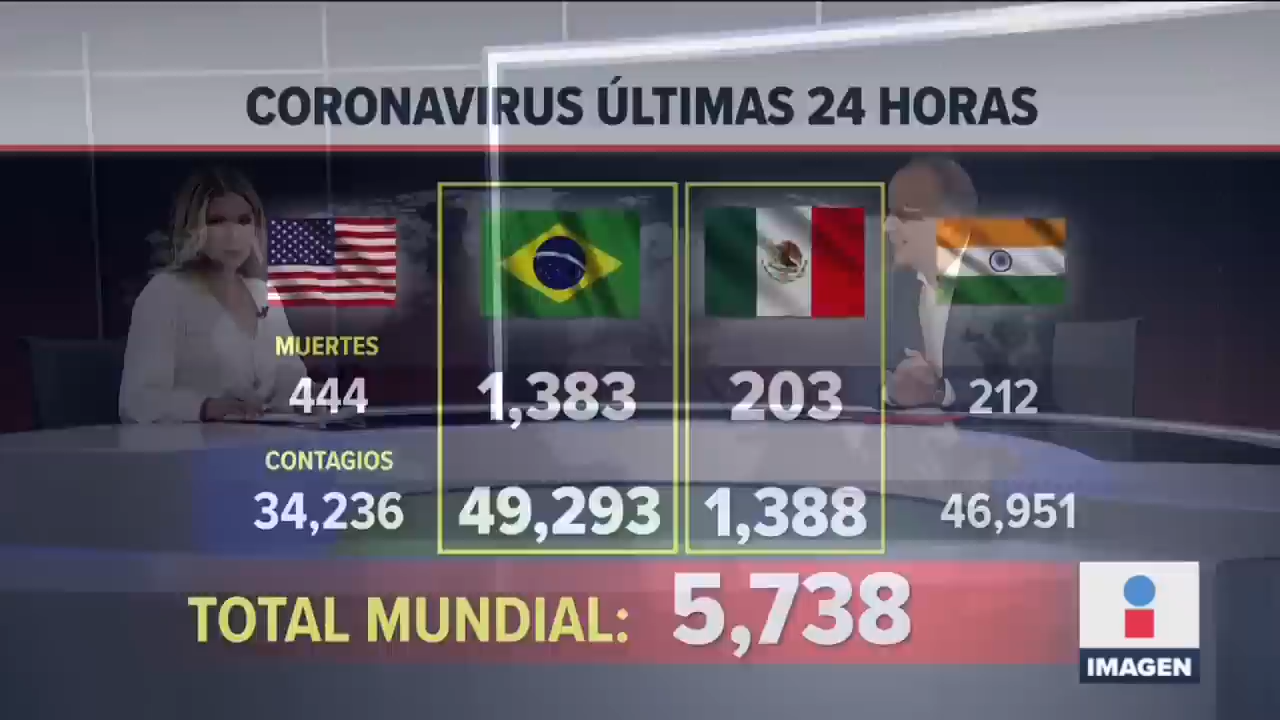 CORONAVIRUS ÚLTIMAS 24 HORAS
MUERTES
444 1,383 203 212
CONTAGIOS
34,236 49,293 1,388 46,951
TOTAL MUNDIAL: 5,738
IMAGEN